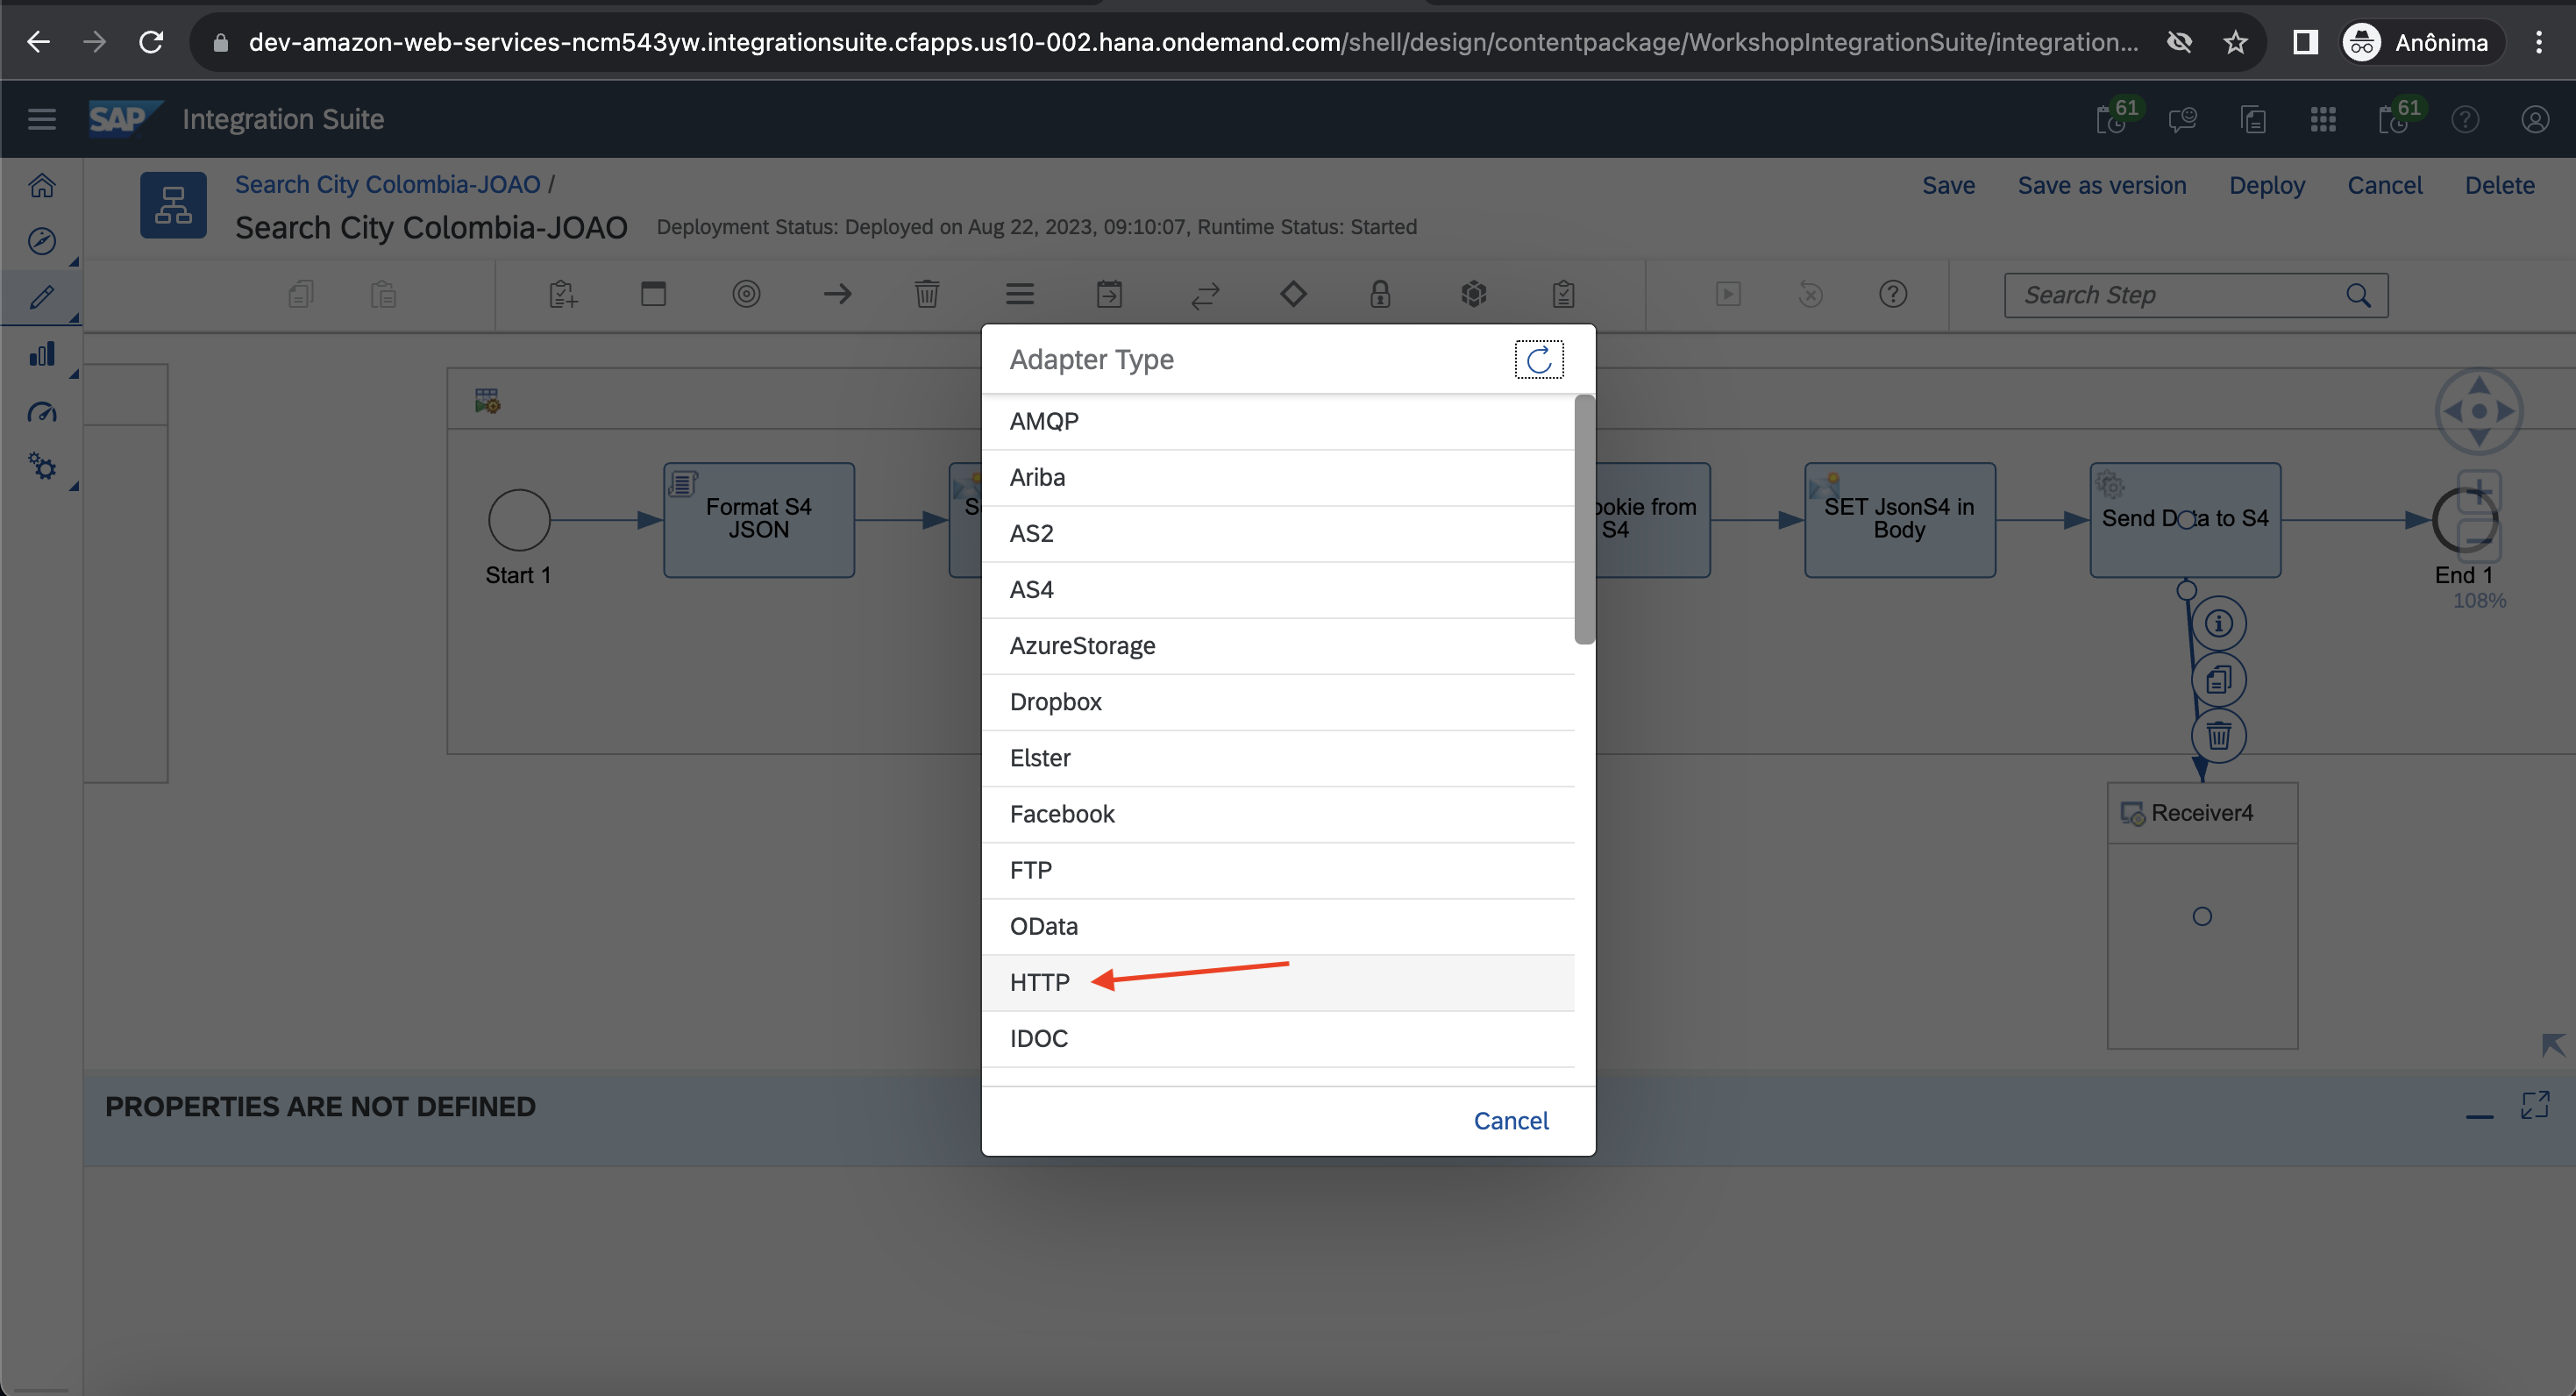 dev-amazon-web-services-ncm543yw.integrationsuite.cfapps.us10-002.hana.ondemand.com/shell/design/contentpackage/WorkshopIntegrationSuite/integration...
Anônima
SAP
Integration Suite
61
61
Search City Colombia-JOAO /
Save
Save as version
Deploy
Cancel
Delete
Search City Colombia-JOAO
Deployment Status: Deployed on Aug 22, 2023, 09:10:07, Runtime Status: Started
Search Step
Adapter Type
AMQP
Ariba
AS2
AS4
AzureStorage
Dropbox
Elster
Facebook
FTP
OData
HTTP
IDOC
Cancel
Start 1
Format S4
JSON
ookie from
S4
SET JsonS4 in
Body
Send Data to S4
End 1
108%
Receiver4
PROPERTIES ARE NOT DEFINED